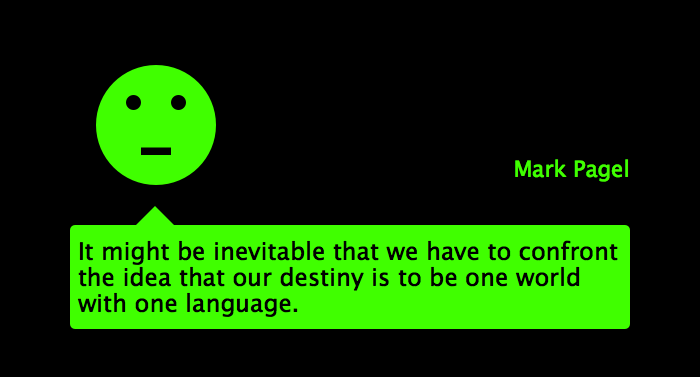 Mark Pagel
It might be inevitable that we have to confront
the idea that our destiny is to be one world
with one language.